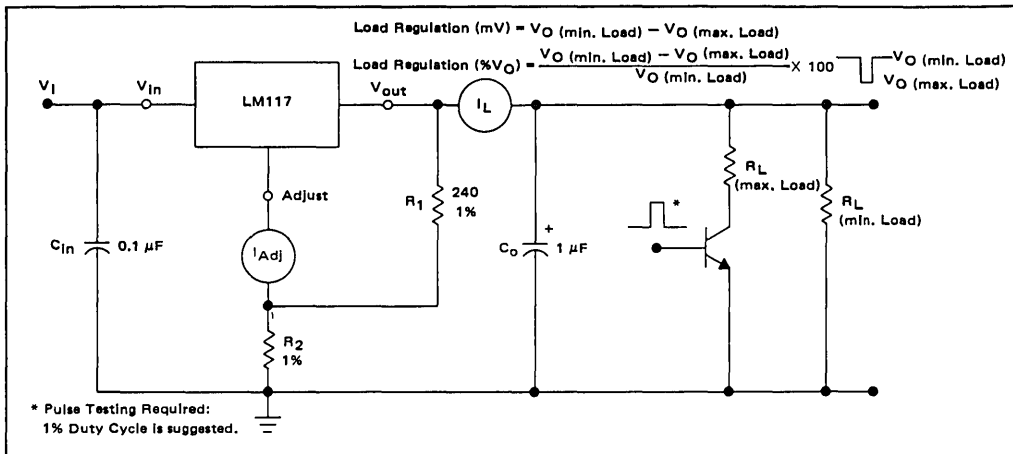 Load Regulation (mV) = VO (min. Load) − VO (max. Load)
Load Regulation (%VO) = VO (min. Load) − VO (max. Load) / VO (min. Load) X 100
VO (min. Load)
VO (max. Load)
VI
Vin
LM117
Vout
IL
Adjust
R1
240
1%
RL
(max. Load)
RL
(min. Load)
*
Cin
0.1 μF
IAdj
+
Co
1 μF
R2
1%
* Pulse Testing Required:
1% Duty Cycle is suggested.